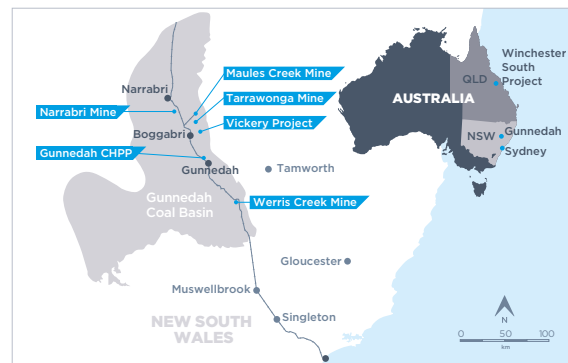 Maules Creek Mine
Narrabri
Tarrawonga Mine
Narrabri Mine
Vickery Project
Boggabri
Gunnedah CHPP
Gunnedah
Tamworth
Gunnedah
Coal Basin
Werris Creek Mine
Gloucester
Muswellbrook
Singleton
NEW SOUTH
WALES
AUSTRALIA
QLD
Winchester
South
Project
NSW
Gunnedah
Sydney
N
0 50 100
km